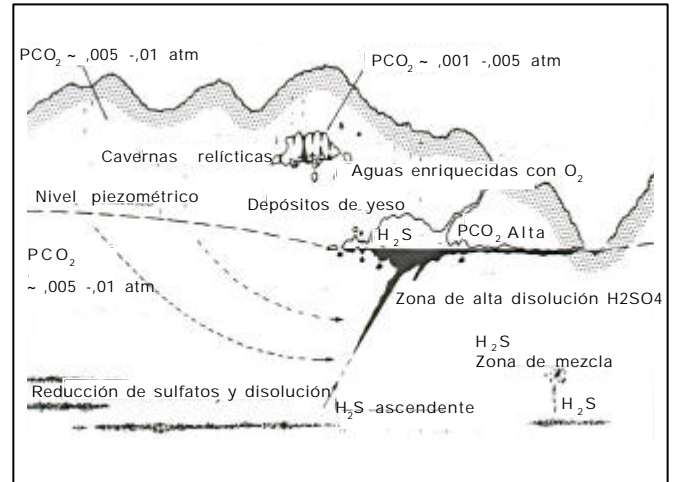 PCO2 ~ ,005 -,01 atm
PCO2 ~ ,001 -,005 atm
Cavernas relícticas
Aguas enriquecidas con O2
Nivel piezométrico
Depósitos de yeso
H2S
PCO2 Alta
PCO2
~ ,005 -,01 atm
Zona de alta disolución H2SO4
H2S
Zona de mezcla
Reducción de sulfatos y disolución
H2S ascendente
H2S